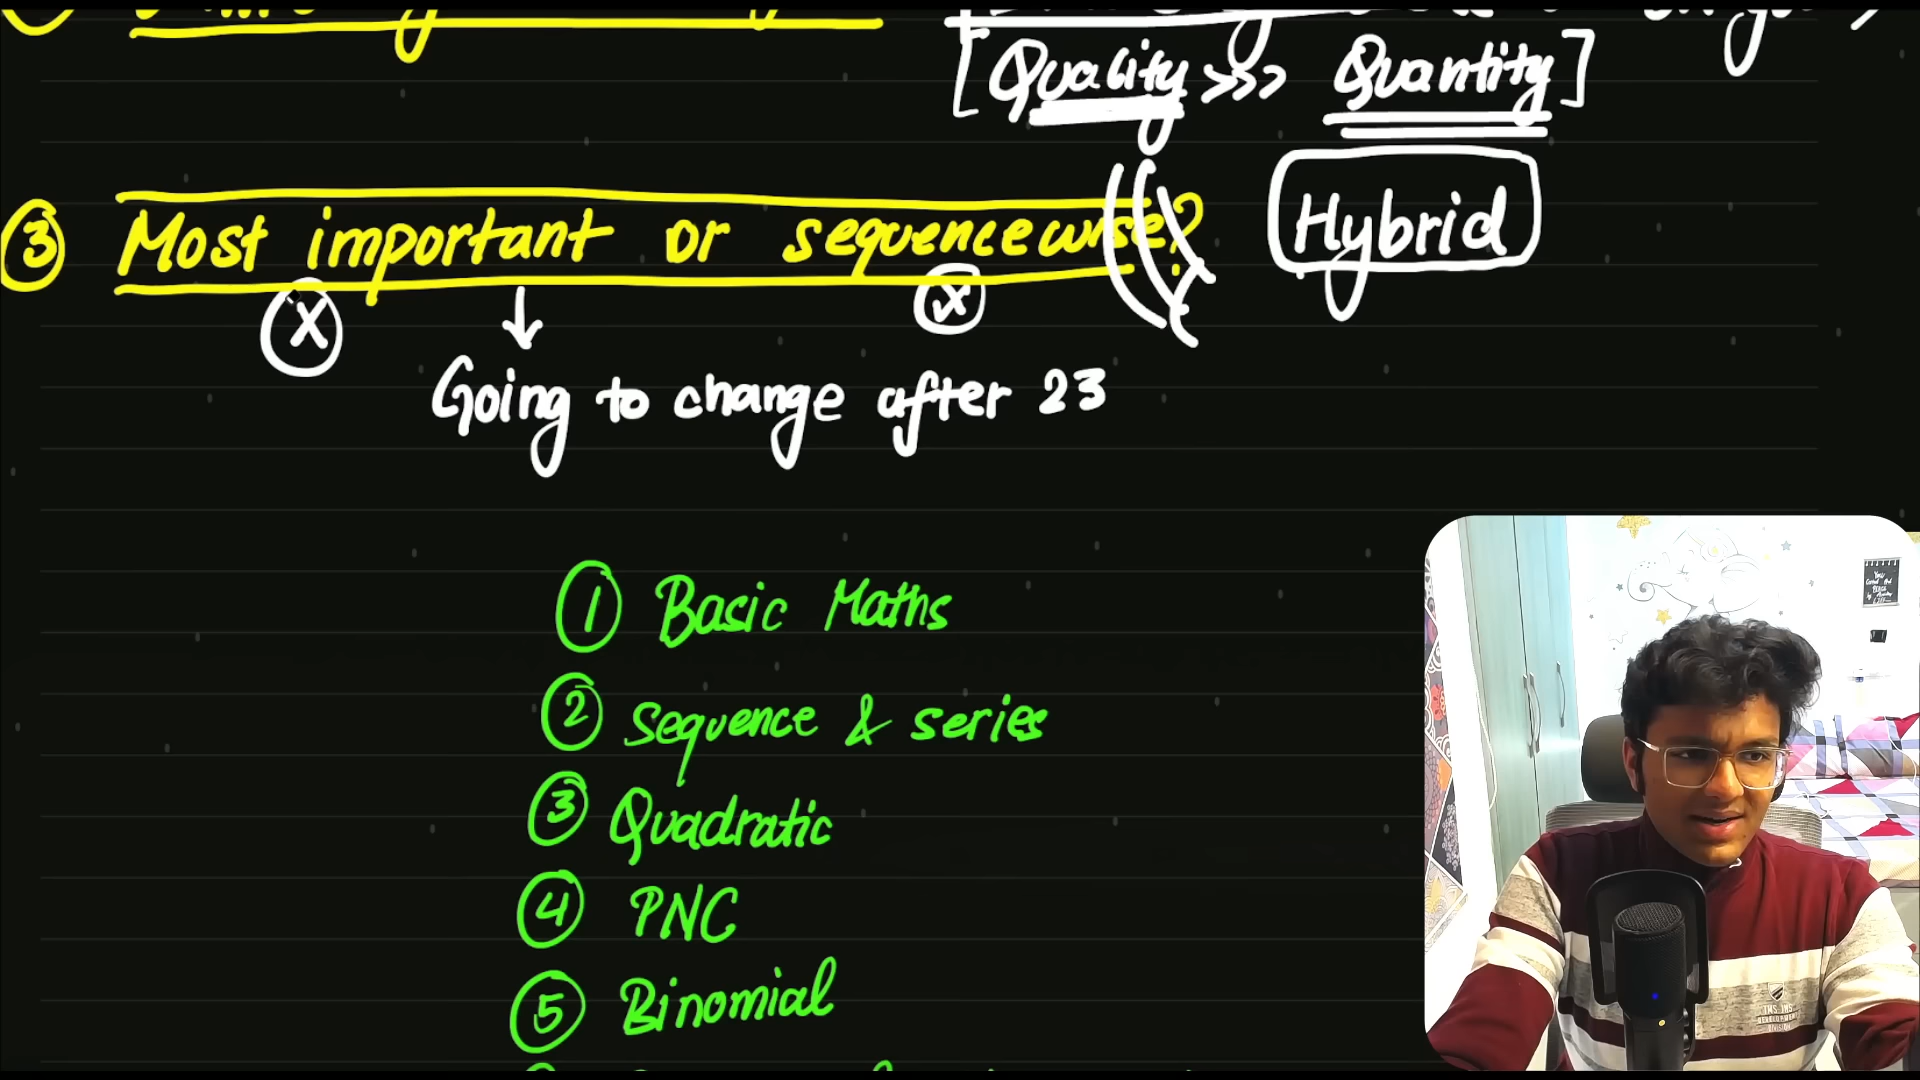 [Quality >>> Quantity]
③ Most important or sequencewise?
Hybrid
X
X
↓
Going to change after 23
① Basic Maths
② Sequence & series
③ Quadratic
④ PNC
⑤ Binomial